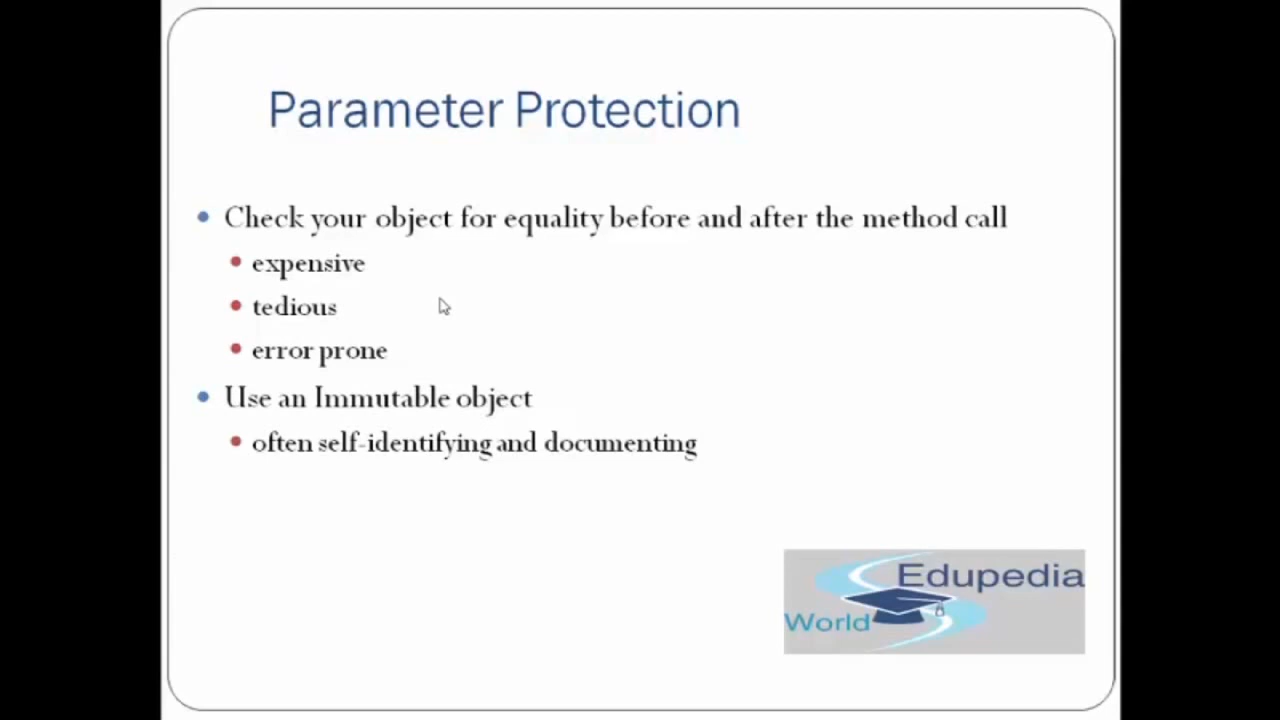 Parameter Protection
Check your object for equality before and after the method call
expensive
tedious
error prone
Use an Immutable object
often self-identifying and documenting
Edupedia
World